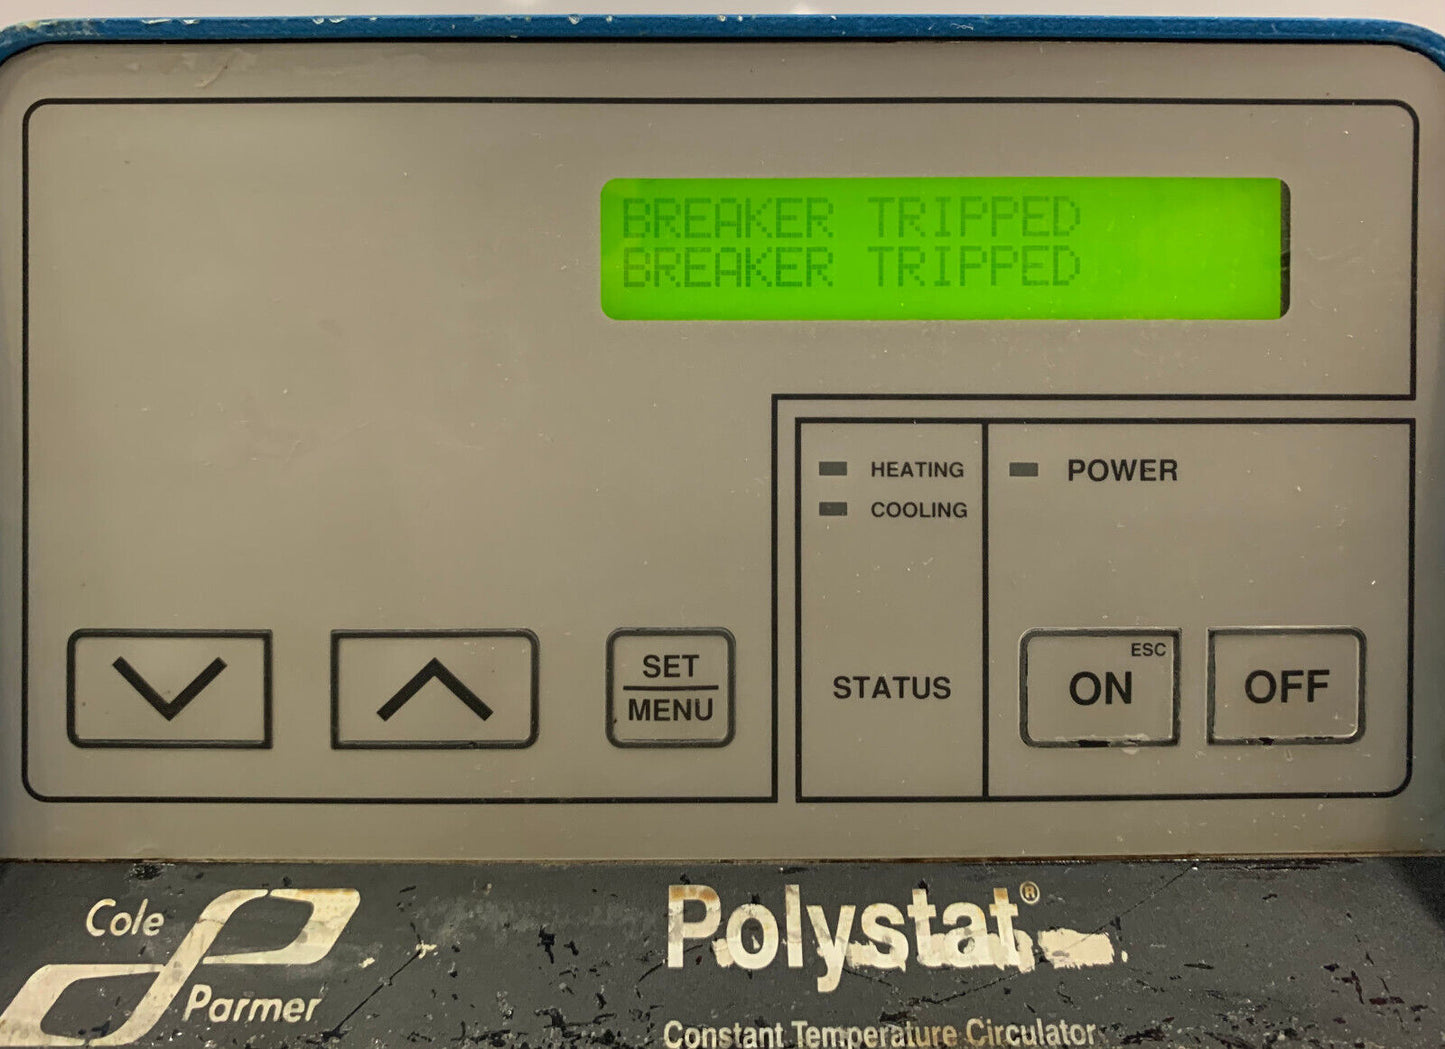 BREAKER TRIPPED
BREAKER TRIPPED
HEATING
COOLING
POWER
SET
MENU
STATUS
ESC
ON
OFF
Cole
Parmer
Polystat®
Constant Temperature Circulator